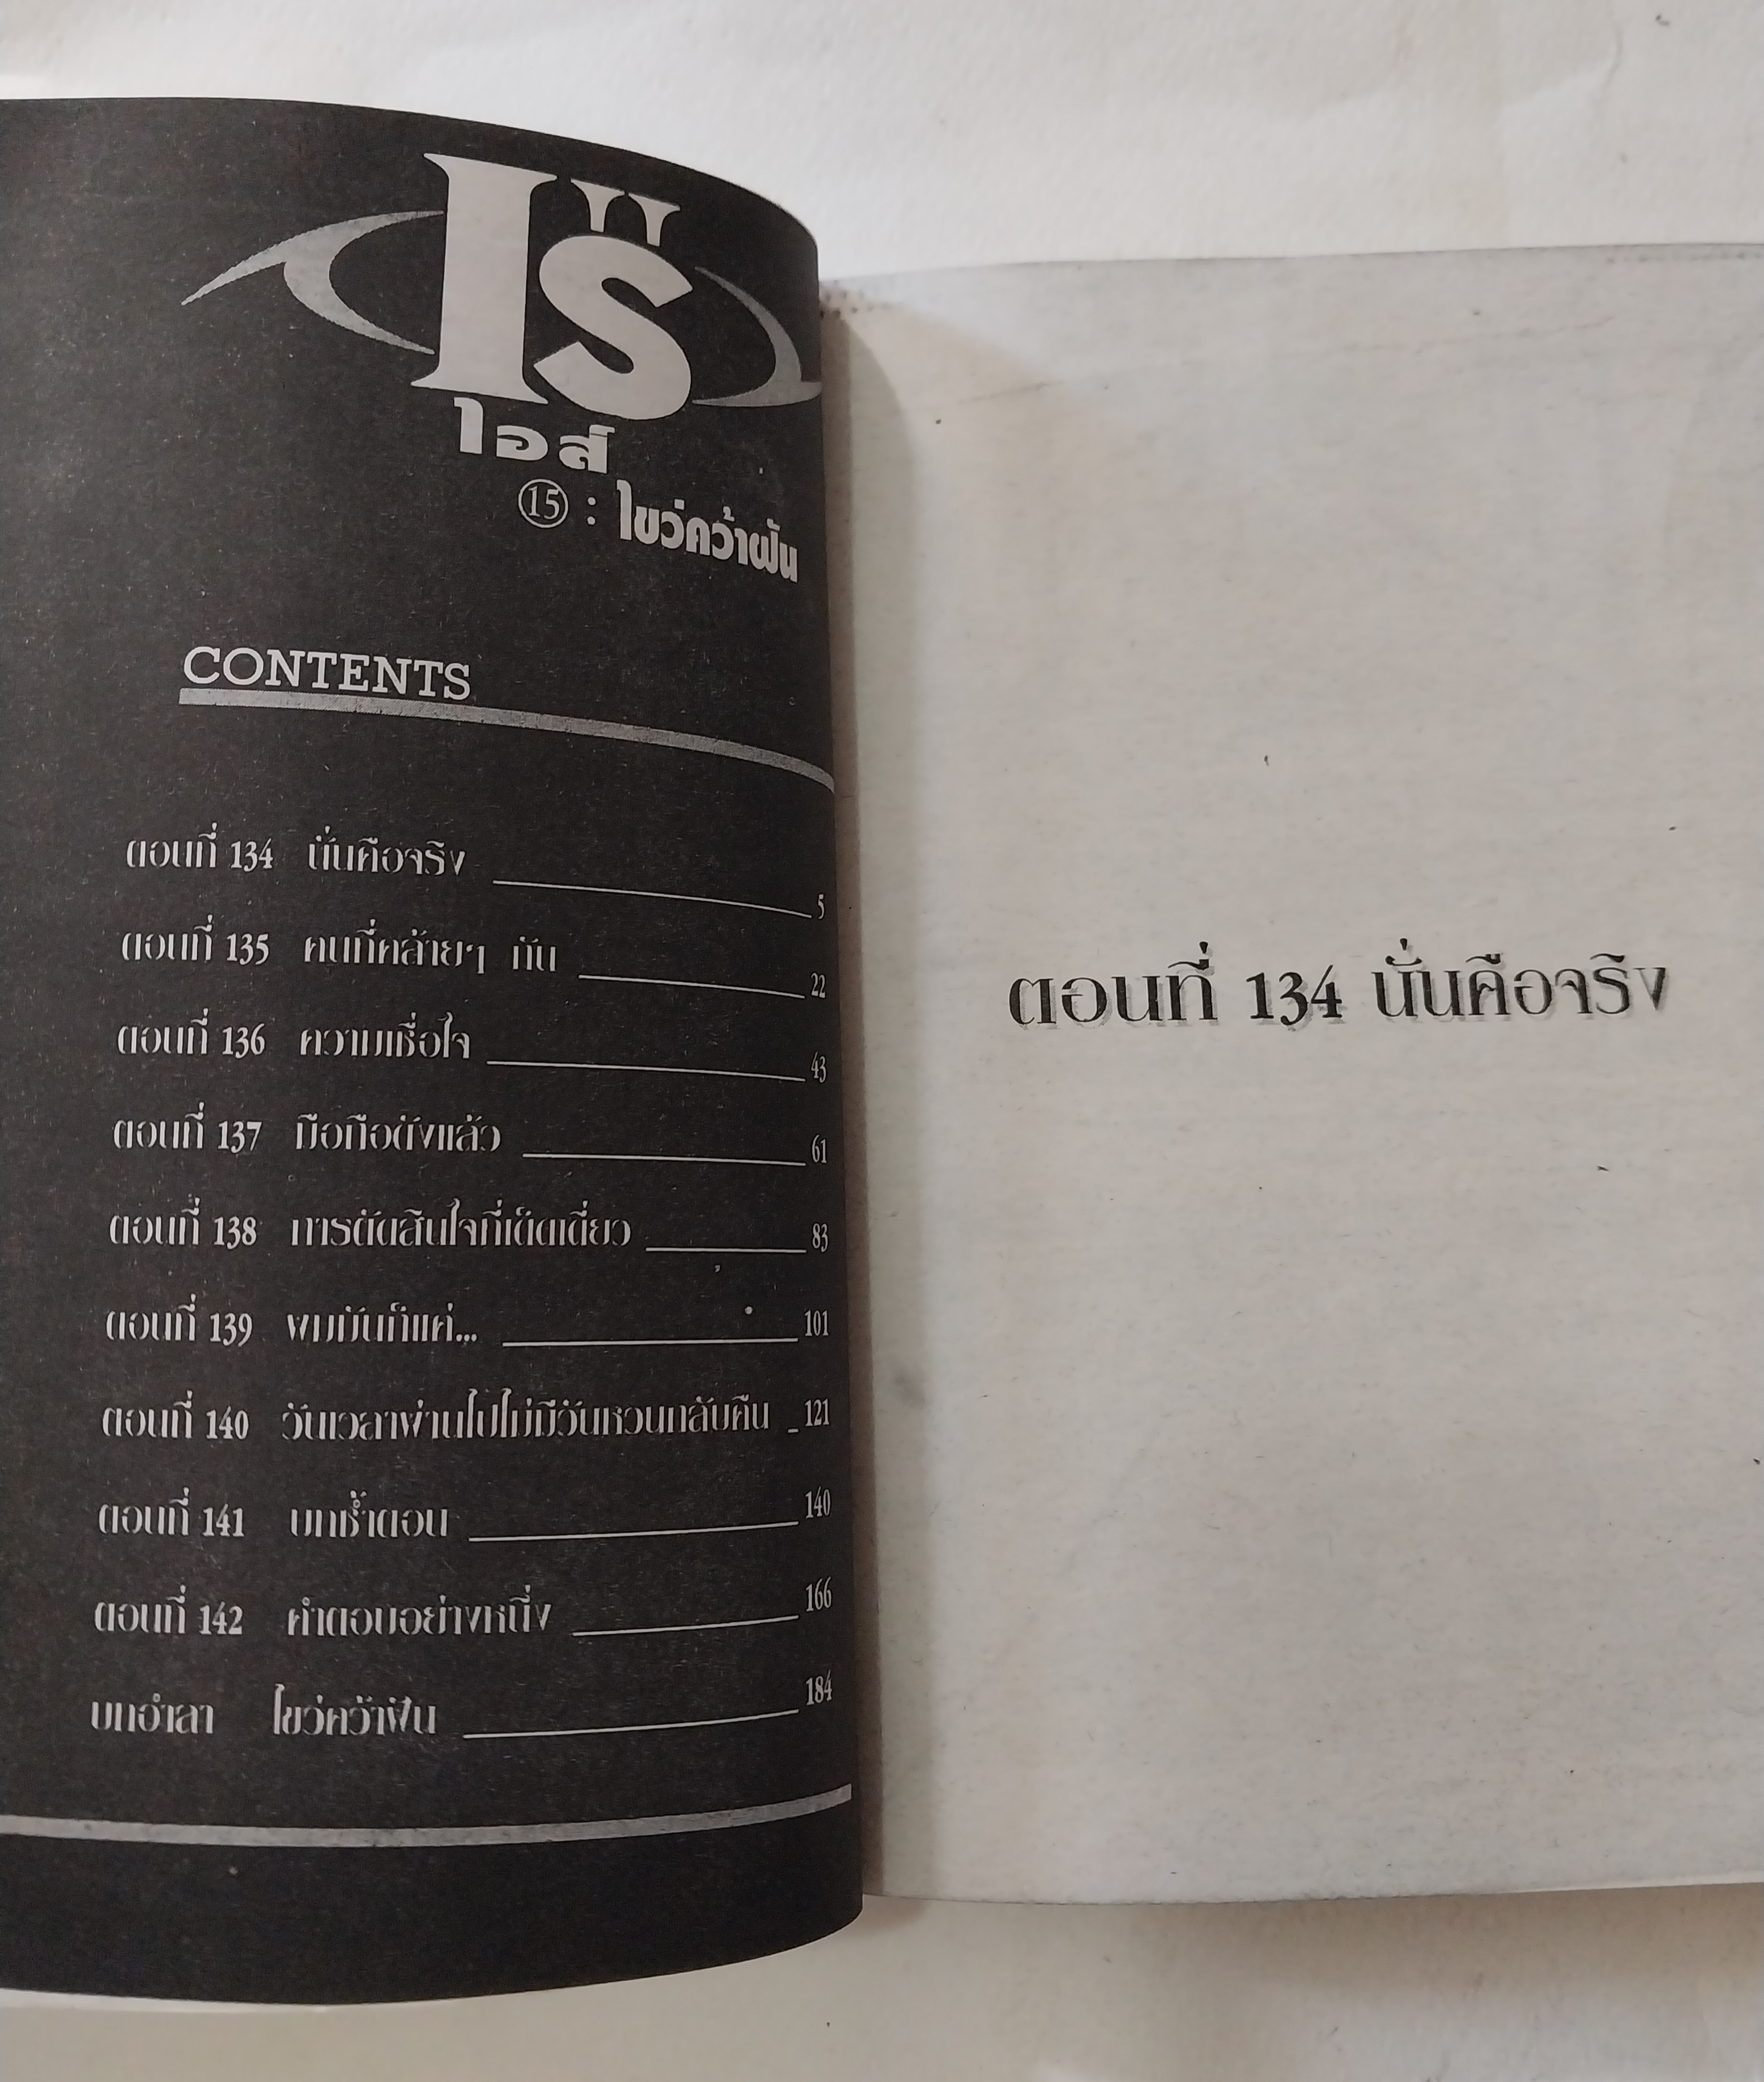 I"s
ไอส์
15 : ไขว่คว้าฝัน
CONTENTS
ตอนที่ 134 นั่นคือจริง 5
ตอนที่ 135 คนที่คล้ายๆ กัน 22
ตอนที่ 136 ความเชื่อใจ 43
ตอนที่ 137 มือถือดังแล้ว 61
ตอนที่ 138 การตัดสินใจที่เด็ดเดี่ยว 83
ตอนที่ 139 ผมมันก็แค่... 101
ตอนที่ 140 วันเวลาผ่านไปไม่มีวันหวนกลับคืน 121
ตอนที่ 141 บทซ้ำตอน 140
ตอนที่ 142 คำตอบอย่างหนึ่ง 166
บทอำลา ไขว่คว้าฝัน 184
ตอนที่ 134 นั่นคือจริง